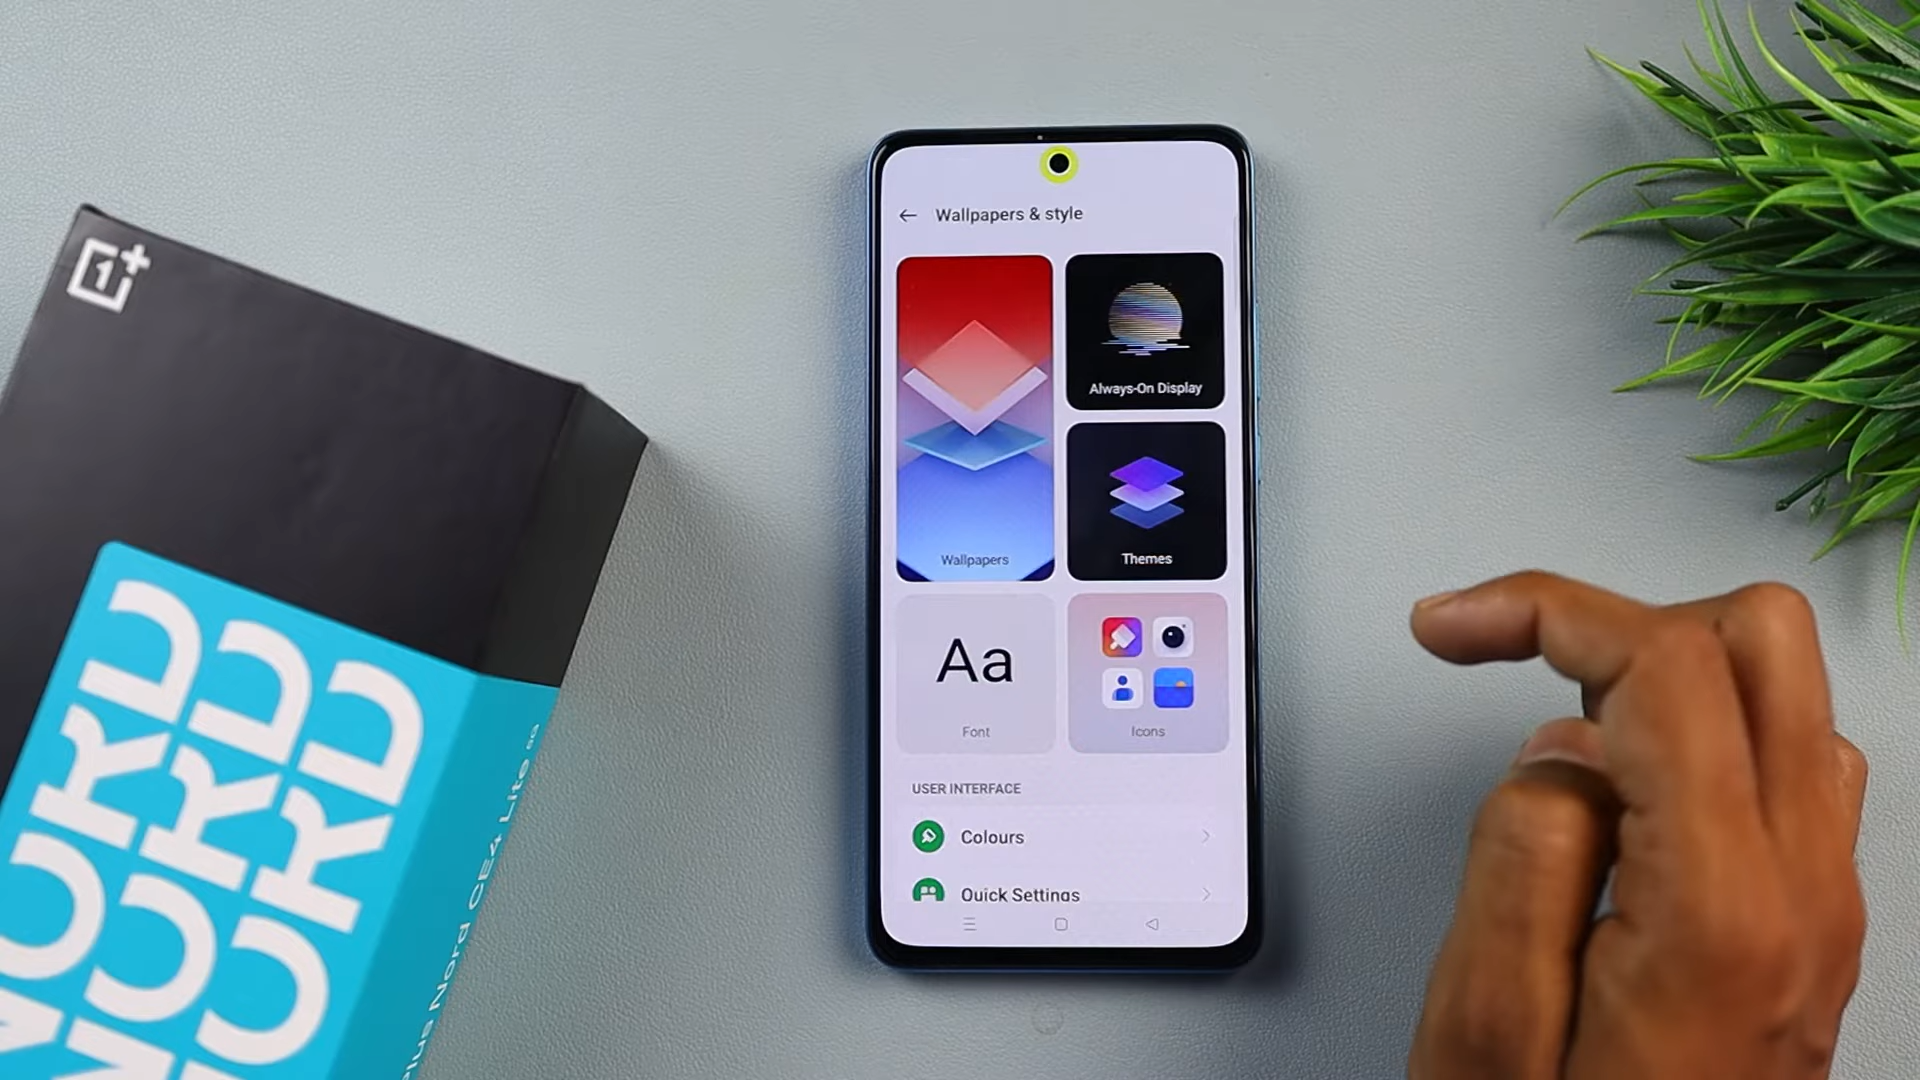 1+
NORD
NORD
NORD
OnePlus Nord CE4 Lite 5G
Wallpapers & style
Always-On Display
Wallpapers
Themes
Aa
Font
Icons
USER INTERFACE
Colours
Quick Settings